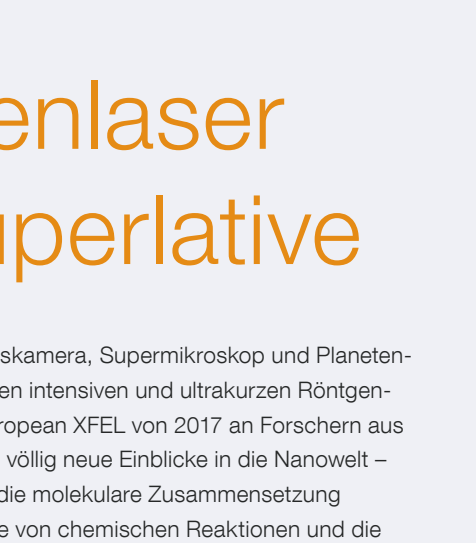 enlaser
perlative
skamera, Supermikroskop und Planeten-
en intensiven und ultrakurzen Röntgen-
ropean XFEL von 2017 an Forschern aus
völlig neue Einblicke in die Nanowelt –
die molekulare Zusammensetzung
e von chemischen Reaktionen und die